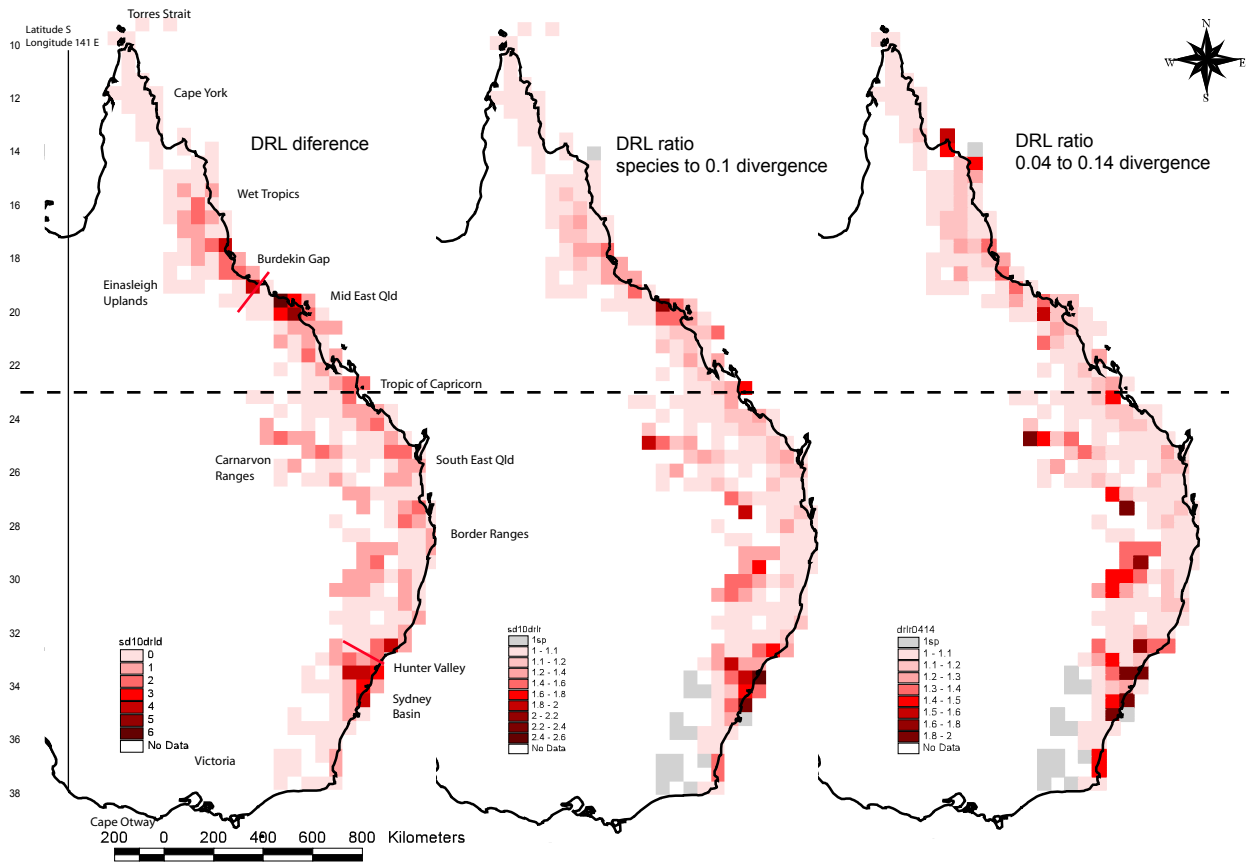 Torres Strait
Latitude S
Longitude 141 E
N
W
E
S
10
12
14
16
18
20
22
24
26
28
30
32
34
36
38
Cape York
DRL diference
DRL ratio
species to 0.1 divergence
DRL ratio
0.04 to 0.14 divergence
Wet Tropics
Burdekin Gap
Einasleigh
Uplands
Mid East Qld
Tropic of Capricorn
Carnarvon
Ranges
South East Qld
Border Ranges
Hunter Valley
Sydney
Basin
Victoria
Cape Otway
sd10drld
0
1
2
3
4
5
6
No Data
sd10drlr
1sp
1 - 1.1
1.1 - 1.2
1.2 - 1.4
1.4 - 1.6
1.6 - 1.8
1.8 - 2
2 - 2.2
2.2 - 2.4
2.4 - 2.6
No Data
drlr0414
1sp
1 - 1.1
1.1 - 1.2
1.2 - 1.3
1.3 - 1.4
1.4 - 1.5
1.5 - 1.6
1.6 - 1.8
1.8 - 2
No Data
200 0 200 400 600 800 Kilometers